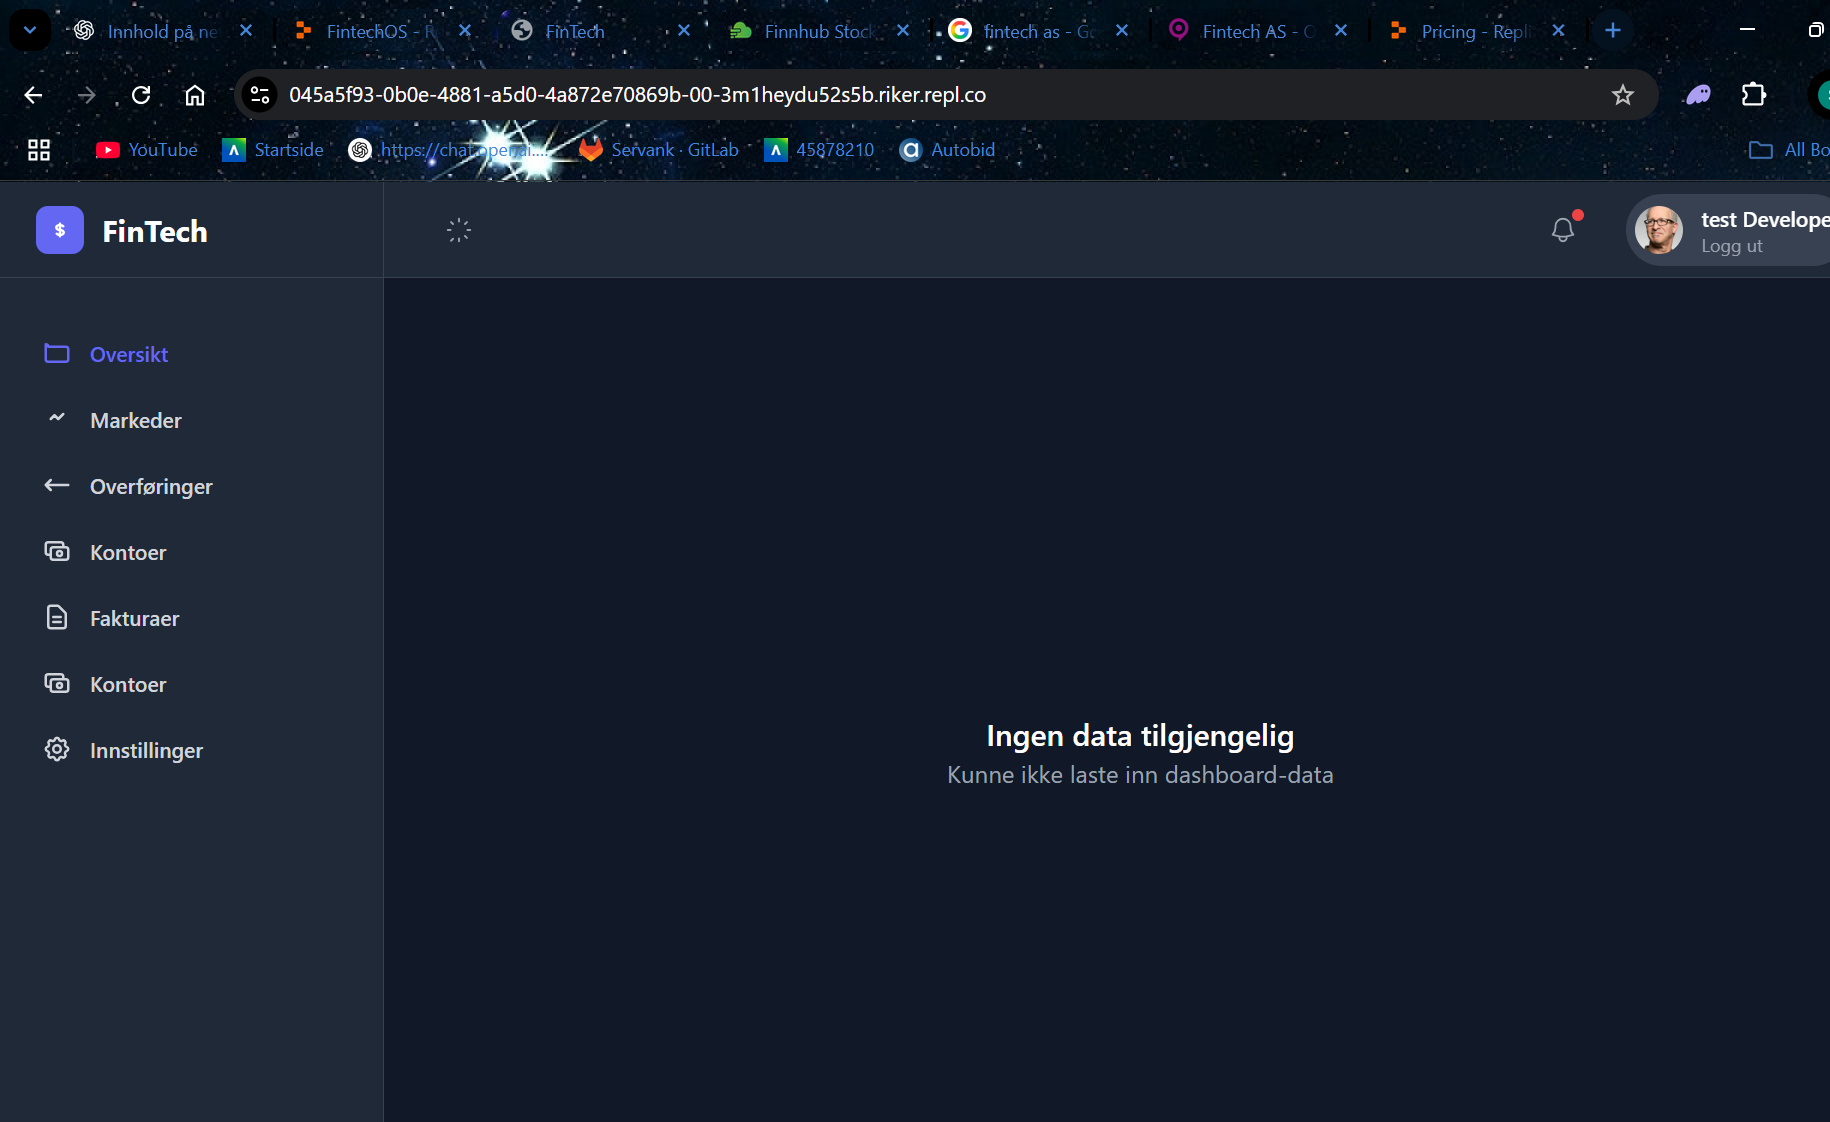 Innhold på ne
FintechOS - R
FinTech
Finnhub Stock
fintech as - Go
Fintech AS - O
Pricing - Repli
045a5f93-0b0e-4881-a5d0-4a872e70869b-00-3m1heydu52s5b.riker.repl.co
YouTube
Startside
https://chat.openai....
Servank · GitLab
45878210
Autobid
All Bo
$
FinTech
test Develope
Logg ut
Oversikt
Markeder
Overføringer
Kontoer
Fakturaer
Kontoer
Innstillinger
Ingen data tilgjengelig
Kunne ikke laste inn dashboard-data